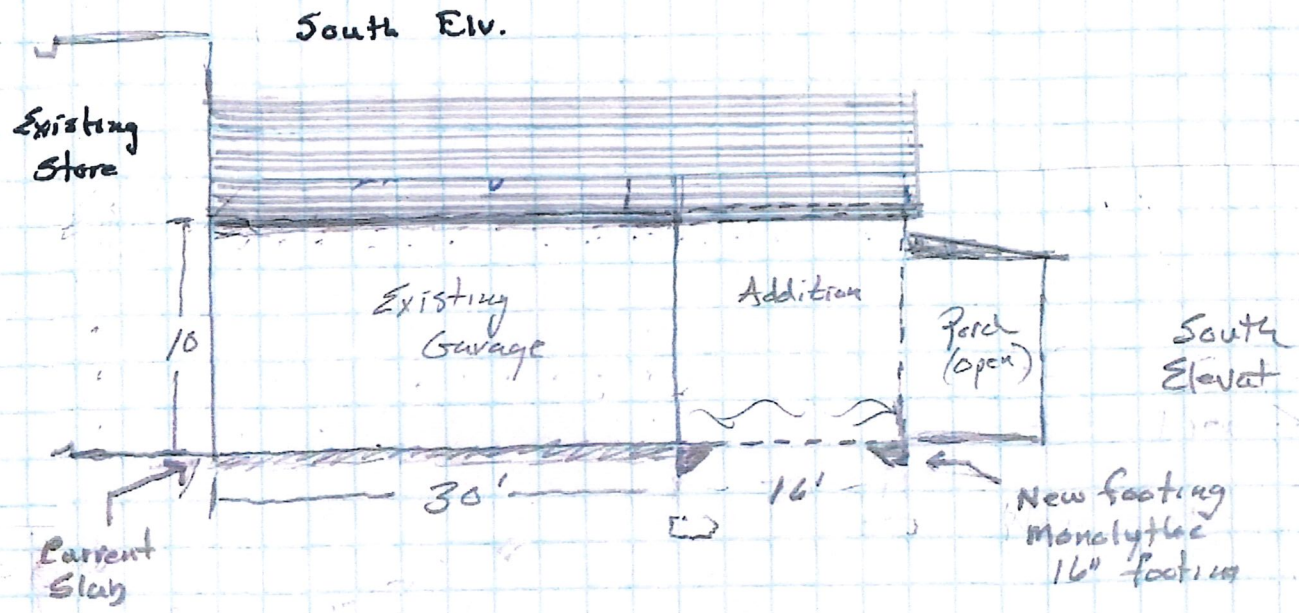 South Elv.
Existing
Store
Existing
Garage
Addition
Porch
(open)
South
Elevat
10
30'
16'
Current
Slab
New footing
Monolythic
16" footing